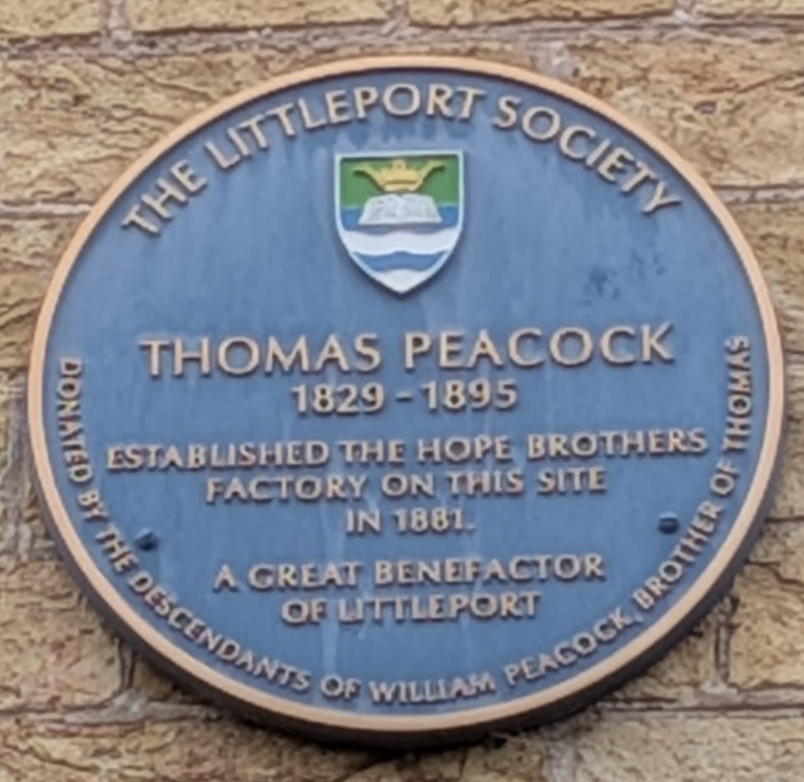 THE LITTLEPORT SOCIETY
THOMAS PEACOCK
1829 - 1895
ESTABLISHED THE HOPE BROTHERS
FACTORY ON THIS SITE
IN 1881.
A GREAT BENEFACTOR
OF LITTLEPORT
DONATED BY THE DESCENDANTS OF WILLIAM PEACOCK, BROTHER OF THOMAS